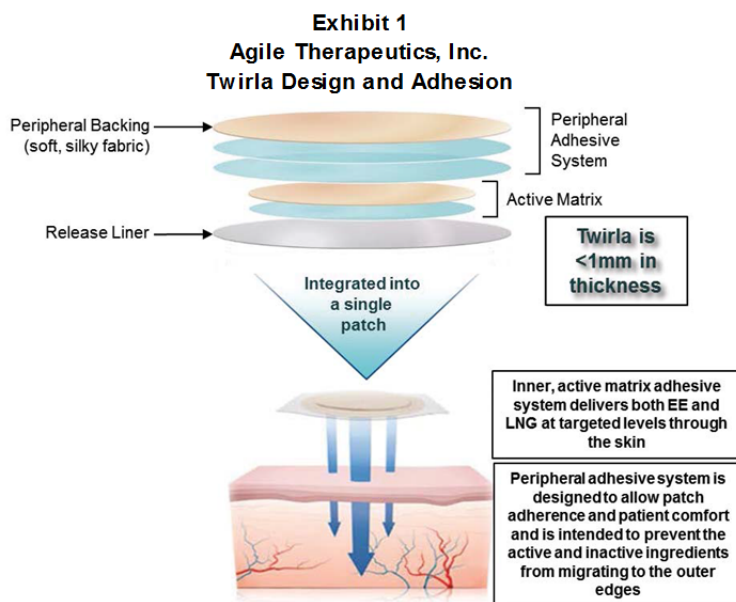 Exhibit 1
Agile Therapeutics, Inc.
Twirla Design and Adhesion
Peripheral Backing
(soft, silky fabric)
Peripheral
Adhesive
System
Active Matrix
Release Liner
Twirla is
<1mm in
thickness
Integrated into
a single
patch
Inner, active matrix adhesive
system delivers both EE and
LNG at targeted levels through
the skin
Peripheral adhesive system is
designed to allow patch
adherence and patient comfort
and is intended to prevent the
active and inactive ingredients
from migrating to the outer
edges